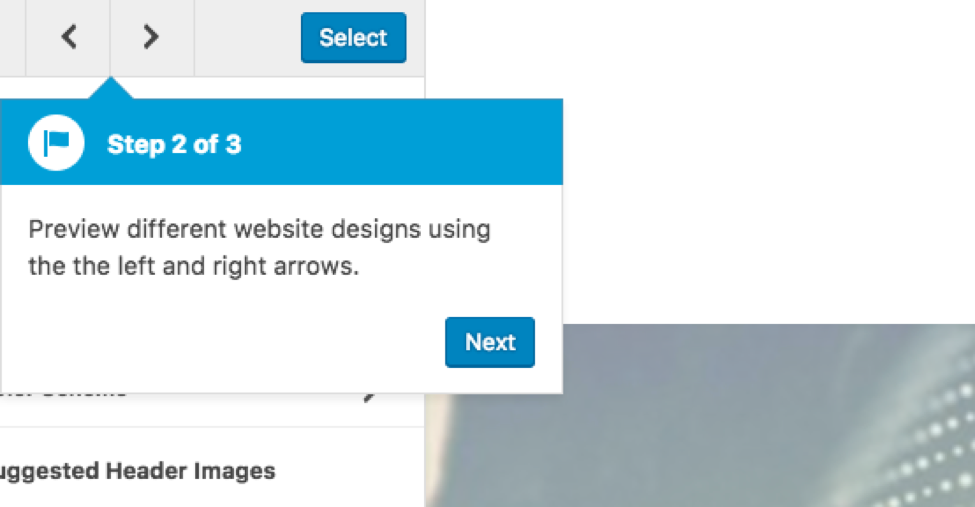 Select
Step 2 of 3
Preview different website designs using
the the left and right arrows.
Next
uggested Header Images